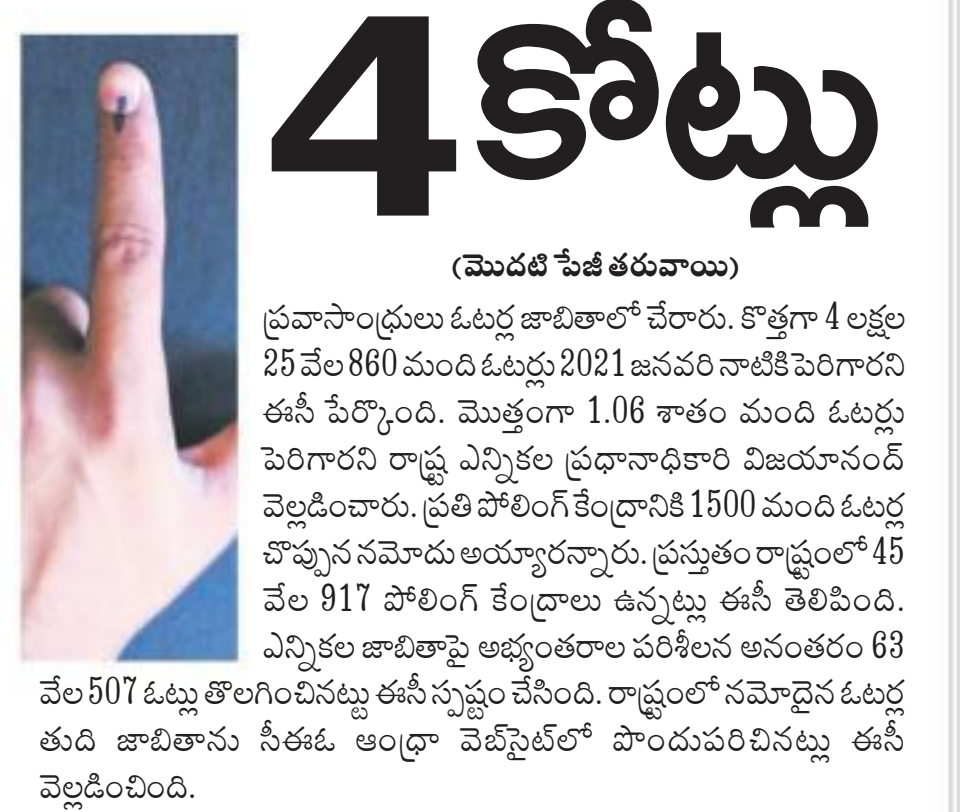 4 కోట్లు
(మొదటి పేజీ తరువాయి)
ప్రవాసాంధ్రులు ఓటర్ల జాబితాలో చేరారు. కొత్తగా 4 లక్షల
25 వేల 860 మంది ఓటర్లు 2021 జనవరి నాటికి పెరిగారని
ఈసీ పేర్కొంది. మొత్తంగా 1.06 శాతం మంది ఓటర్లు
పెరిగారని రాష్ట్ర ఎన్నికల ప్రధానాధికారి విజయానంద్
వెల్లడించారు. ప్రతి పోలింగ్ కేంద్రానికి 1500 మంది ఓటర్ల
చొప్పున నమోదు అయ్యారన్నారు. ప్రస్తుతం రాష్ట్రంలో 45
వేల 917 పోలింగ్ కేంద్రాలు ఉన్నట్లు ఈసీ తెలిపింది.
ఎన్నికల జాబితాపై అభ్యంతరాల పరిశీలన అనంతరం 63
వేల 507 ఓట్లు తొలగించినట్టు ఈసీ స్పష్టం చేసింది. రాష్ట్రంలో నమోదైన ఓటర్ల
తుది జాబితాను సీఈఓ ఆంధ్రా వెబ్‌సైట్‌లో పొందుపరిచినట్లు ఈసీ
వెల్లడించింది.